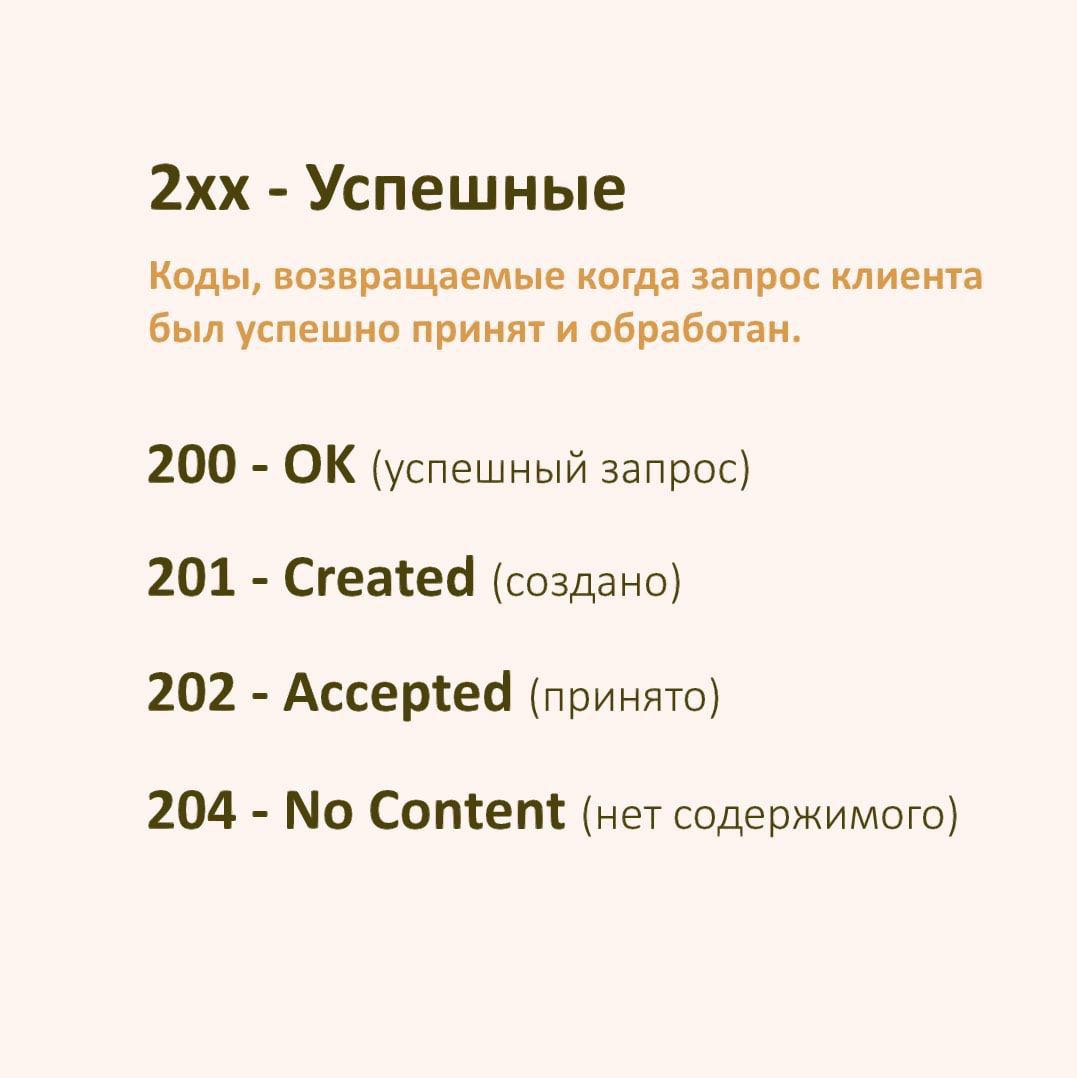 2xx - Успешные
Коды, возвращаемые когда запрос клиента
был успешно принят и обработан.
200 - OK (успешный запрос)
201 - Created (создано)
202 - Accepted (принято)
204 - No Content (нет содержимого)